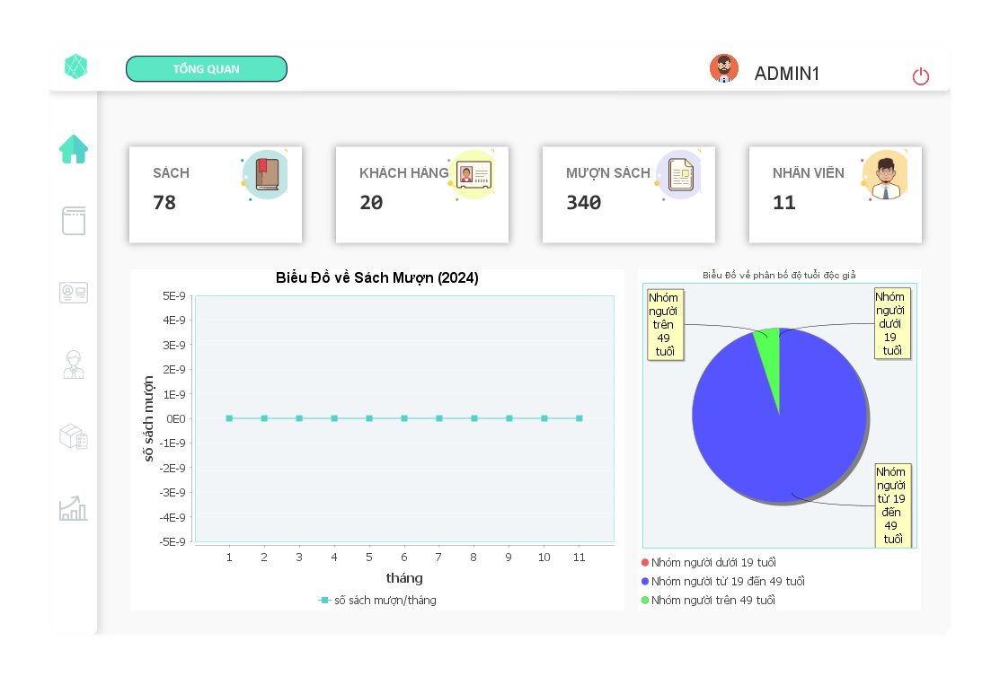 TỔNG QUAN
ADMIN1
SÁCH
78
KHÁCH HÀNG
20
MƯỢN SÁCH
340
NHÂN VIÊN
11
Biểu Đồ về Sách Mượn (2024)
số sách mượn
5E-9
4E-9
3E-9
2E-9
1E-9
0E0
-1E-9
-2E-9
-3E-9
-4E-9
-5E-9
1 2 3 4 5 6 7 8 9 10 11
tháng
số sách mượn/tháng
Biểu Đồ về phân bố độ tuổi độc giả
Nhóm
người
trên
49
tuổi
Nhóm
người
dưới
19
tuổi
Nhóm
người
từ 19
đến
49
tuổi
Nhóm người dưới 19 tuổi
Nhóm người từ 19 đến 49 tuổi
Nhóm người trên 49 tuổi